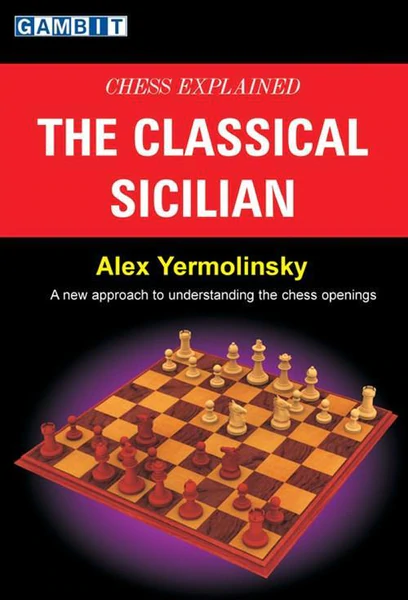 GAMBIT
CHESS EXPLAINED
THE CLASSICAL
SICILIAN
Alex Yermolinsky
A new approach to understanding the chess openings